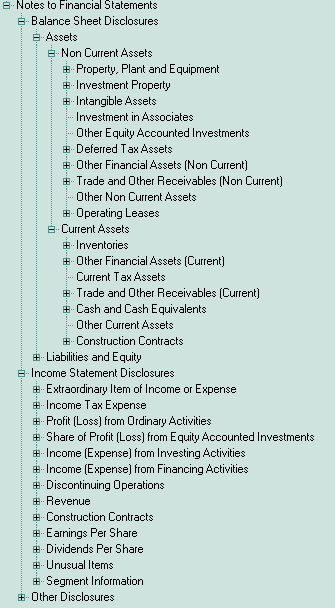 Notes to Financial Statements
Balance Sheet Disclosures
Assets
Non Current Assets
Property, Plant and Equipment
Investment Property
Intangible Assets
Investment in Associates
Other Equity Accounted Investments
Deferred Tax Assets
Other Financial Assets (Non Current)
Trade and Other Receivables (Non Current)
Other Non Current Assets
Operating Leases
Current Assets
Inventories
Other Financial Assets (Current)
Current Tax Assets
Trade and Other Receivables (Current)
Cash and Cash Equivalents
Other Current Assets
Construction Contracts
Liabilities and Equity
Income Statement Disclosures
Extraordinary Item of Income or Expense
Income Tax Expense
Profit (Loss) from Ordinary Activities
Share of Profit (Loss) from Equity Accounted Investments
Income (Expense) from Investing Activities
Income (Expense) from Financing Activities
Discontinuing Operations
Revenue
Construction Contracts
Earnings Per Share
Dividends Per Share
Unusual Items
Segment Information
Other Disclosures